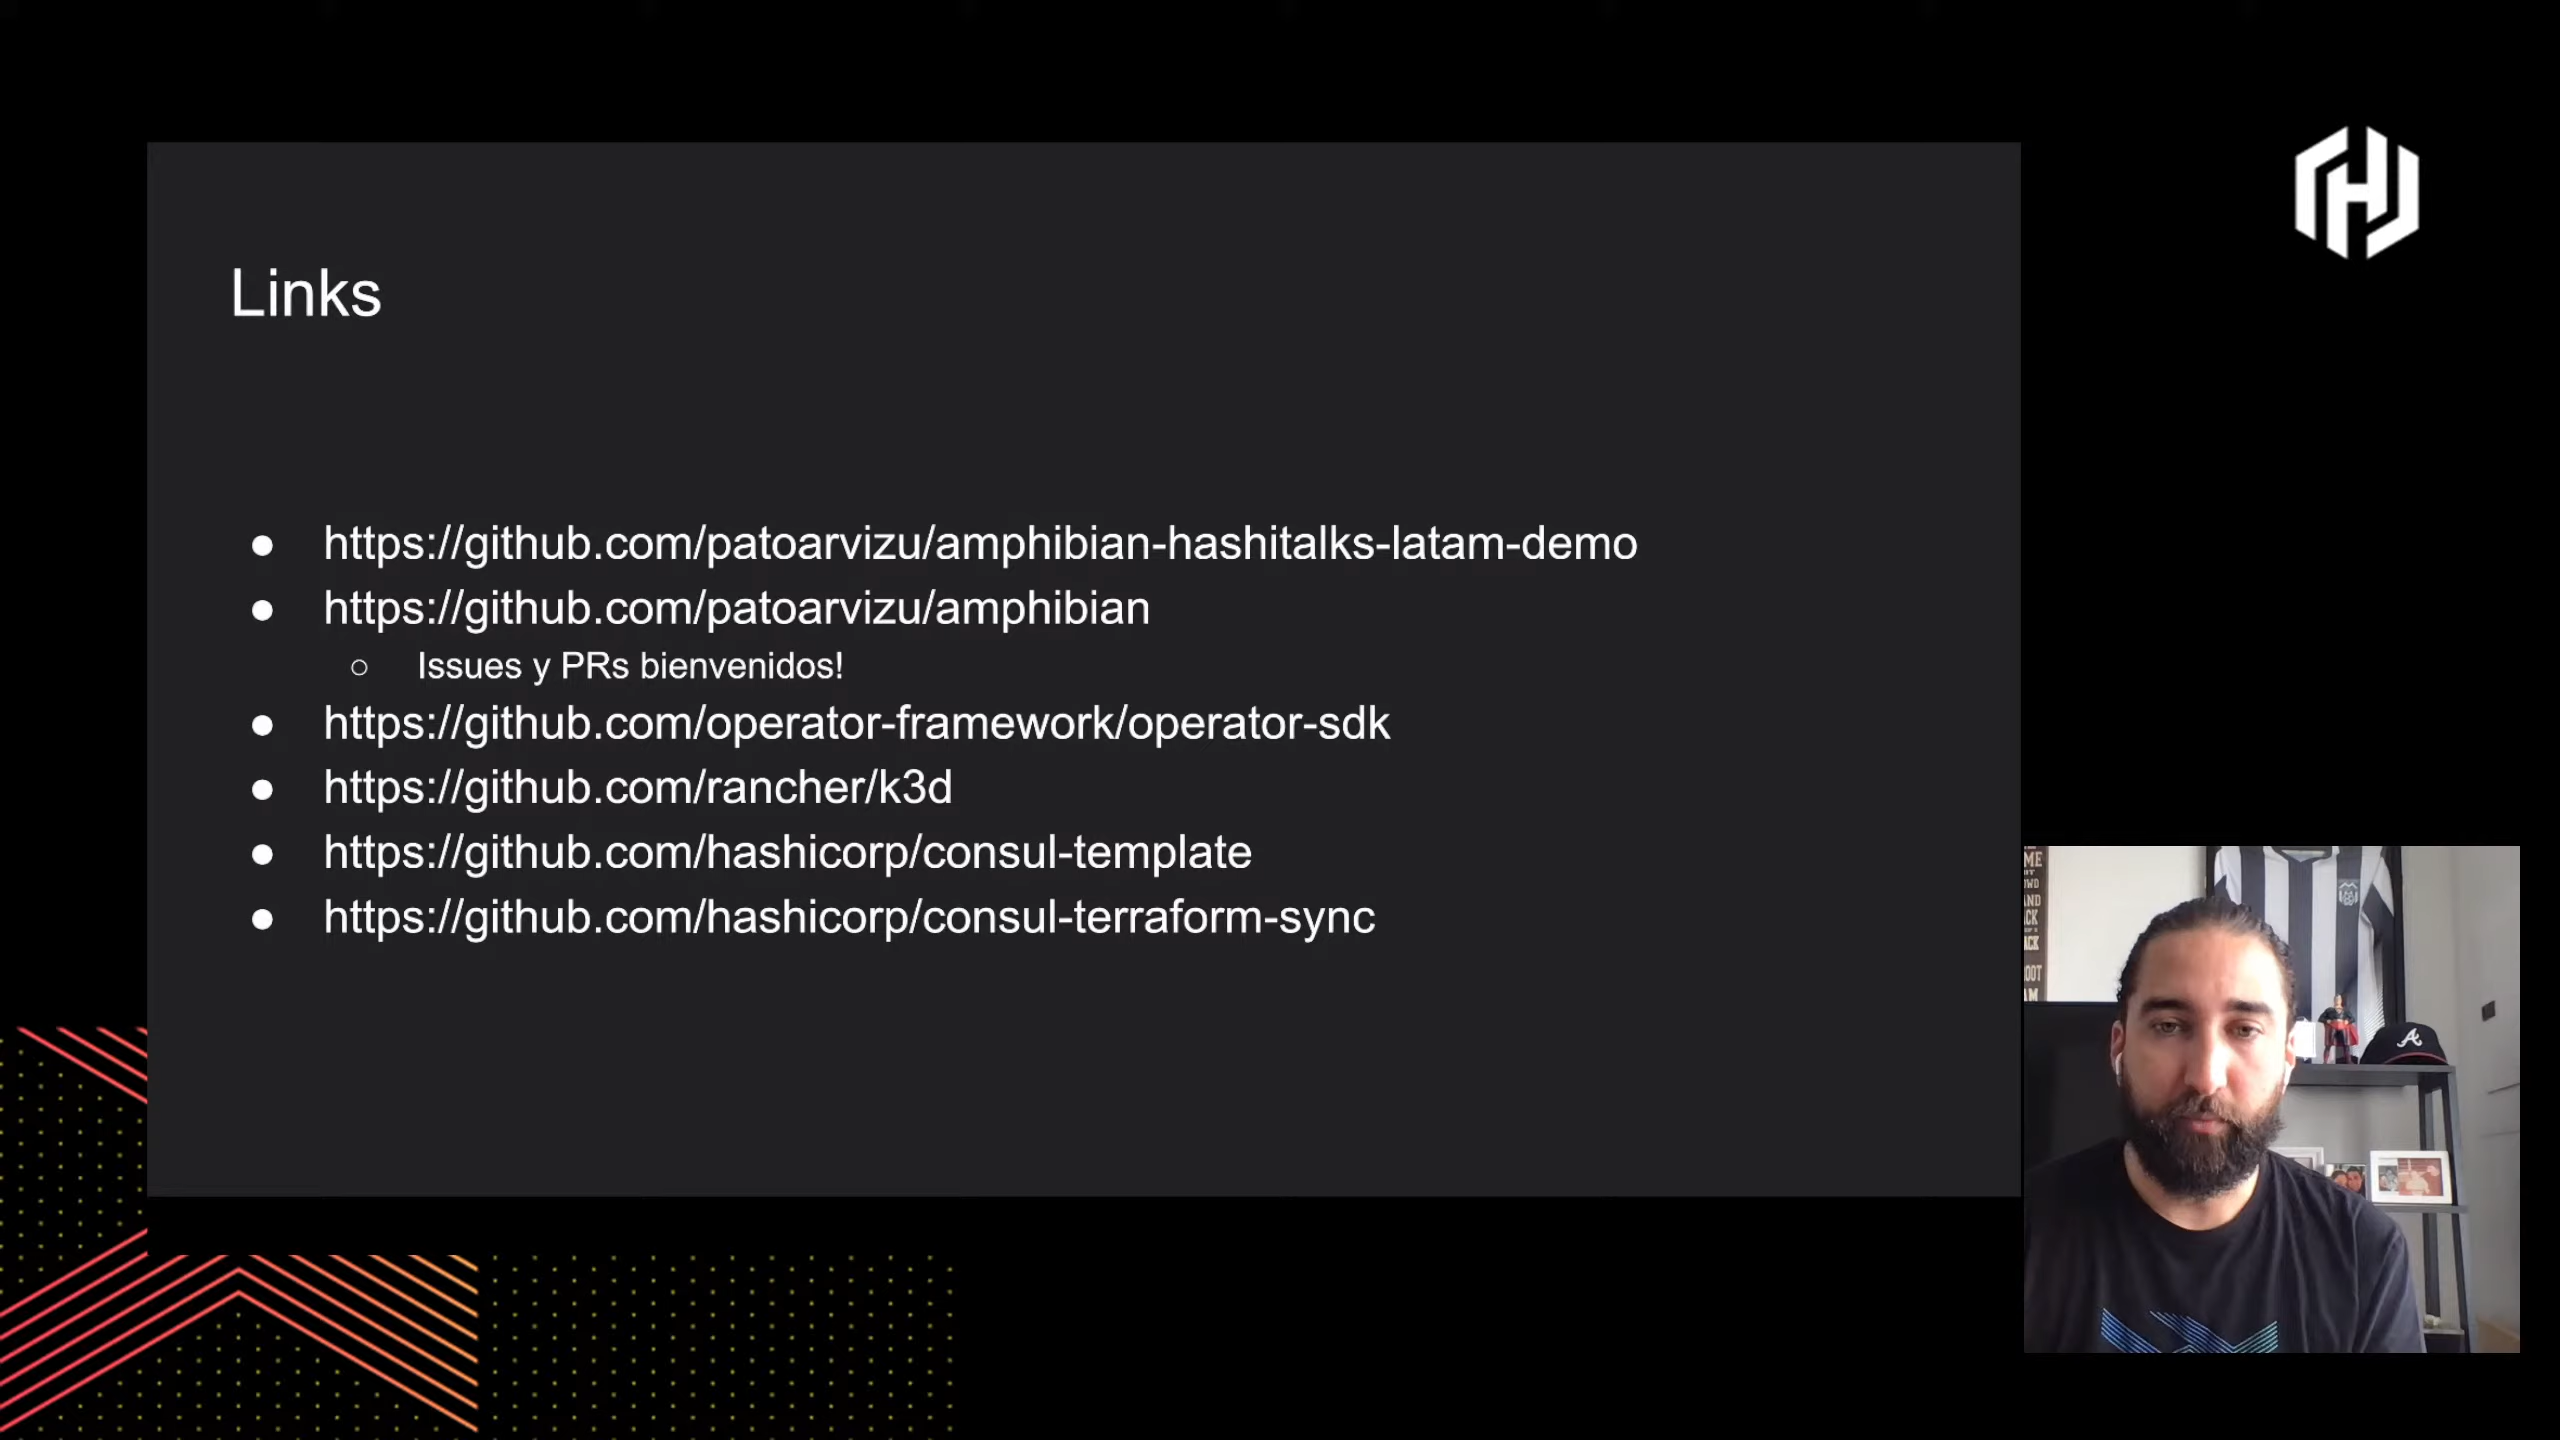 Links
https://github.com/patoarvizu/amphibian-hashitalks-latam-demo
https://github.com/patoarvizu/amphibian
Issues y PRs bienvenidos!
https://github.com/operator-framework/operator-sdk
https://github.com/rancher/k3d
https://github.com/hashicorp/consul-template
https://github.com/hashicorp/consul-terraform-sync
A